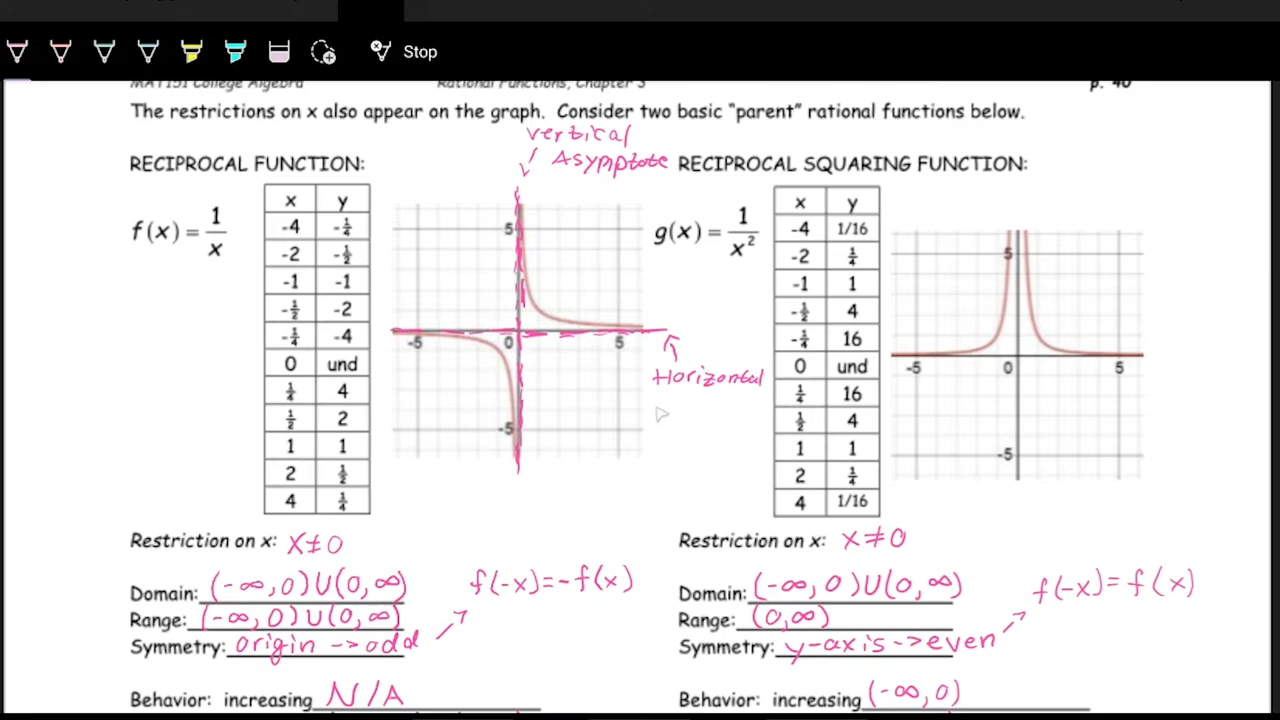 Stop
MAT151 College Algebra Rational Functions, Chapter 3 p. 40
The restrictions on x also appear on the graph. Consider two basic “parent” rational functions below.
vertical
Asymptote
RECIPROCAL FUNCTION:
f(x) = 1/x
x y
-4 -1/4
-2 -1/2
-1 -1
-1/2 -2
-1/4 -4
0 und
1/4 4
1/2 2
1 1
2 1/2
4 1/4
5
-5 0 5
-5
Horizontal
RECIPROCAL SQUARING FUNCTION:
g(x) = 1/x²
x y
-4 1/16
-2 1/4
-1 1
-1/2 4
-1/4 16
0 und
1/4 16
1/2 4
1 1
2 1/4
4 1/16
5
-5 0 5
-5
Restriction on x: x≠0
Domain: (-∞, 0) U (0, ∞)
Range: (-∞, 0) U (0, ∞)
Symmetry: origin → odd
f(-x) = -f(x)
Behavior: increasing N/A
Restriction on x: x ≠ 0
Domain: (-∞, 0) U (0, ∞)
Range: (0, ∞)
Symmetry: y-axis → even
f(-x) = f(x)
Behavior: increasing (-∞, 0)